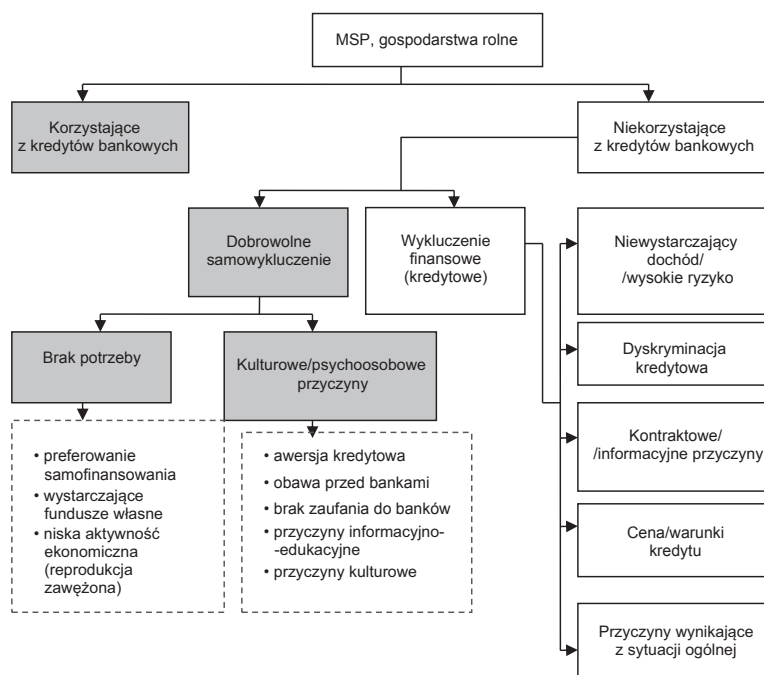 MSP, gospodarstwa rolne
Korzystające
z kredytów bankowych
Niekorzystające
z kredytów bankowych
Dobrowolne
samowykluczenie
Wykluczenie
finansowe
(kredytowe)
Niewystarczający
dochód/
/wysokie ryzyko
Brak potrzeby
Kulturowe/psychoosobowe
przyczyny
Dyskryminacja
kredytowa
• preferowanie
samofinansowania
• wystarczające
fundusze własne
• niska aktywność
ekonomiczna
(reprodukcja
zawężona)
• awersja kredytowa
• obawa przed bankami
• brak zaufania do banków
• przyczyny informacyjno-
-edukacyjne
• przyczyny kulturowe
Kontraktowe/
/informacyjne przyczyny
Cena/warunki
kredytu
Przyczyny wynikające
z sytuacji ogólnej